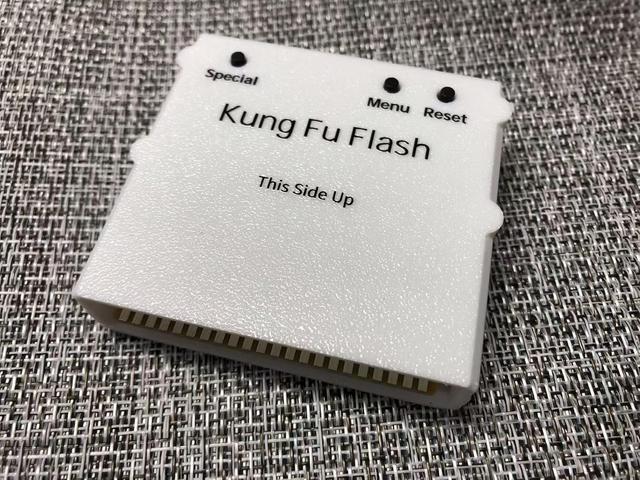 Special
Menu Reset
Kung Fu Flash
This Side Up